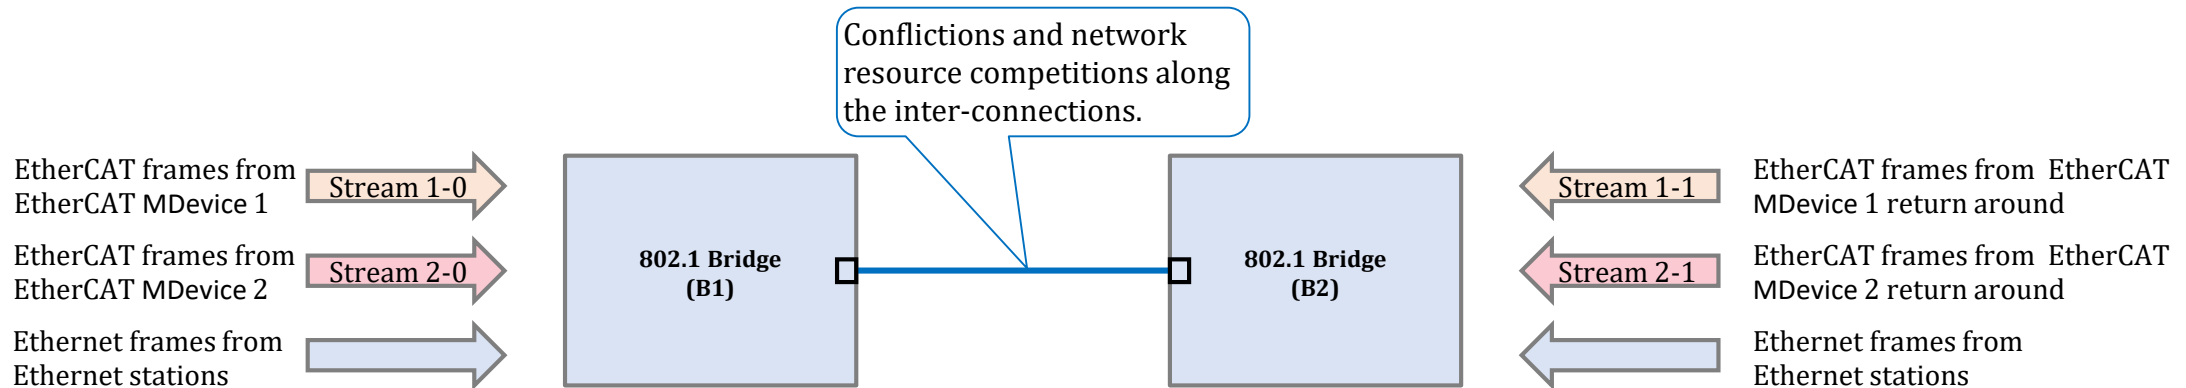 Conflictions and network
resource competitions along
the inter-connections.
EtherCAT frames from
EtherCAT MDevice 1
Stream 1-0
EtherCAT frames from
EtherCAT MDevice 2
Stream 2-0
Ethernet frames from
Ethernet stations
802.1 Bridge
(B1)
802.1 Bridge
(B2)
Stream 1-1
EtherCAT frames from  EtherCAT
MDevice 1 return around
Stream 2-1
EtherCAT frames from  EtherCAT
MDevice 2 return around
Ethernet frames from
Ethernet stations